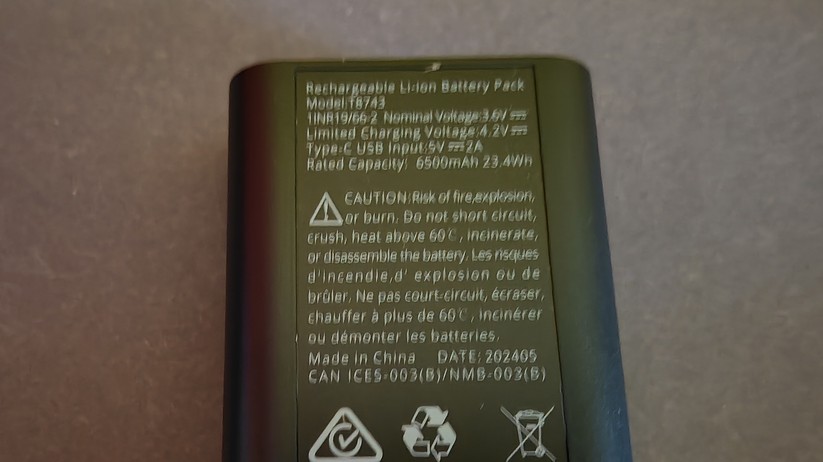 Rechargeable Li-Ion Battery Pack
Model:T8743
1INR19/66-2 Nominal Voltage:3.6V⎓
Limited Charging Voltage:4.2V⎓
Type-C USB Input:5V⎓2A
Rated Capacity: 6500mAh 23.4Wh
CAUTION:Risk of fire,explosion,
or burn. Do not short circuit,
crush, heat above 60℃, incinerate,
or disassemble the battery. Les risques
d'incendie,d' explosion ou de
brûler. Ne pas court-circuit, écraser,
chauffer à plus de 60℃, incinérer
ou démonter les batteries.
Made in China DATE: 202405
CAN ICES-003(B)/NMB-003(B)